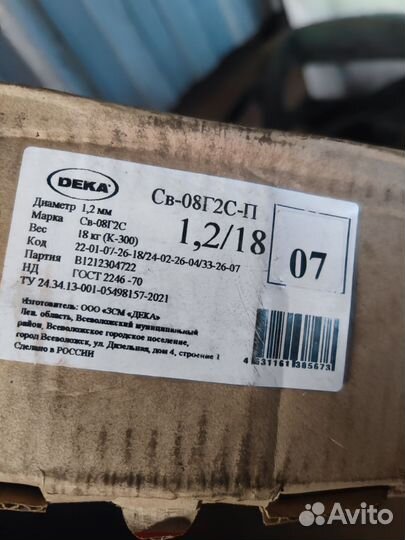 DEKA
Св-08Г2С-П
1,2/18
07
Диаметр 1,2 мм
Марка Св-08Г2С
Вес 18 кг (К-300)
Код 22-01-07-26-18/24-02-26-04/33-26-07
Партия В1212304722
НД ГОСТ 2246 -70
ТУ 24.34.13-001-05498157-2021
Изготовитель: ООО «ЗСМ «ДЕКА»
Лен. область, Всеволожский муниципальный
район, Всеволожское городское поселение,
город Всеволожск, ул. Дизельная, дом 4, строение 1
Сделано в РОССИИ
Avito